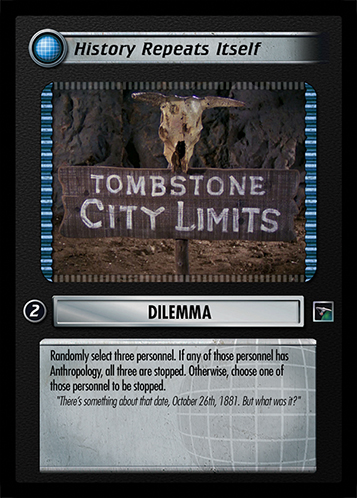 History Repeats Itself
TOMBSTONE
CITY LIMITS
2
DILEMMA
Randomly select three personnel. If any of those personnel has
Anthropology, all three are stopped. Otherwise, choose one of
those personnel to be stopped.
"There's something about that date, October 26th, 1881. But what was it?"